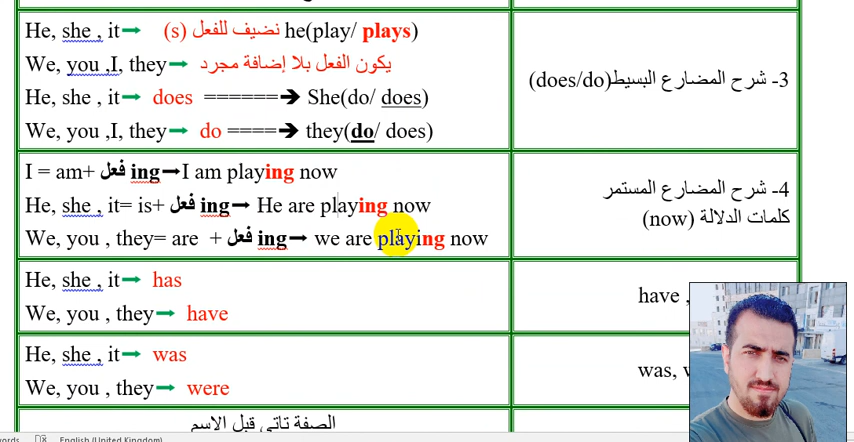 He, she , it➞ نضيف للفعل (s) he(play/ plays)
We, you ,I, they➞ يكون الفعل بلا إضافة مجرد
He, she , it➞ does ======➔ She(do/ does)
We, you ,I, they➞ do ====➔ they(do/ does)
3- شرح المضارع البسيط(does/do)
I = am+ فعل ing➞I am playing now
He, she , it= is+ فعل ing➞ He are playing now
We, you , they= are + فعل ing➞ we are playing now
4- شرح المضارع المستمر
كلمات الدلالة (now)
He, she , it➞ has
We, you , they➞ have
have ,
He, she , it➞ was
We, you , they➞ were
was,
الصفة تاتي قبل الاسم
English (United Kingdom)